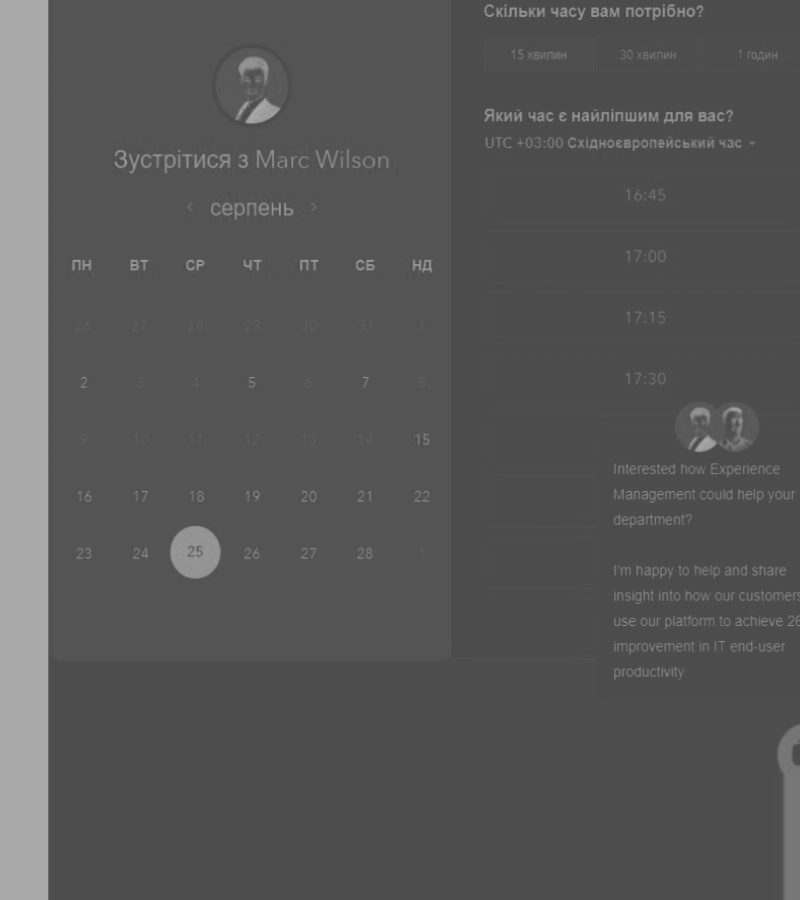 Зустрітися з Marc Wilson
серпень
ПН ВТ СР ЧТ ПТ СБ НД
26 27 28 29 30 31 1
2 3 4 5 6 7 8
9 10 11 12 13 14 15
16 17 18 19 20 21 22
23 24 25 26 27 28 1
Скільки часу вам потрібно?
15 хвилин 30 хвилин 1 годин
Який час є найліпшим для вас?
UTC +03:00 Східноєвропейський час
16:45
17:00
17:15
17:30
Interested how Experience
Management could help your
department?
I'm happy to help and share
insight into how our customers
use our platform to achieve 26
improvement in IT end-user
productivity